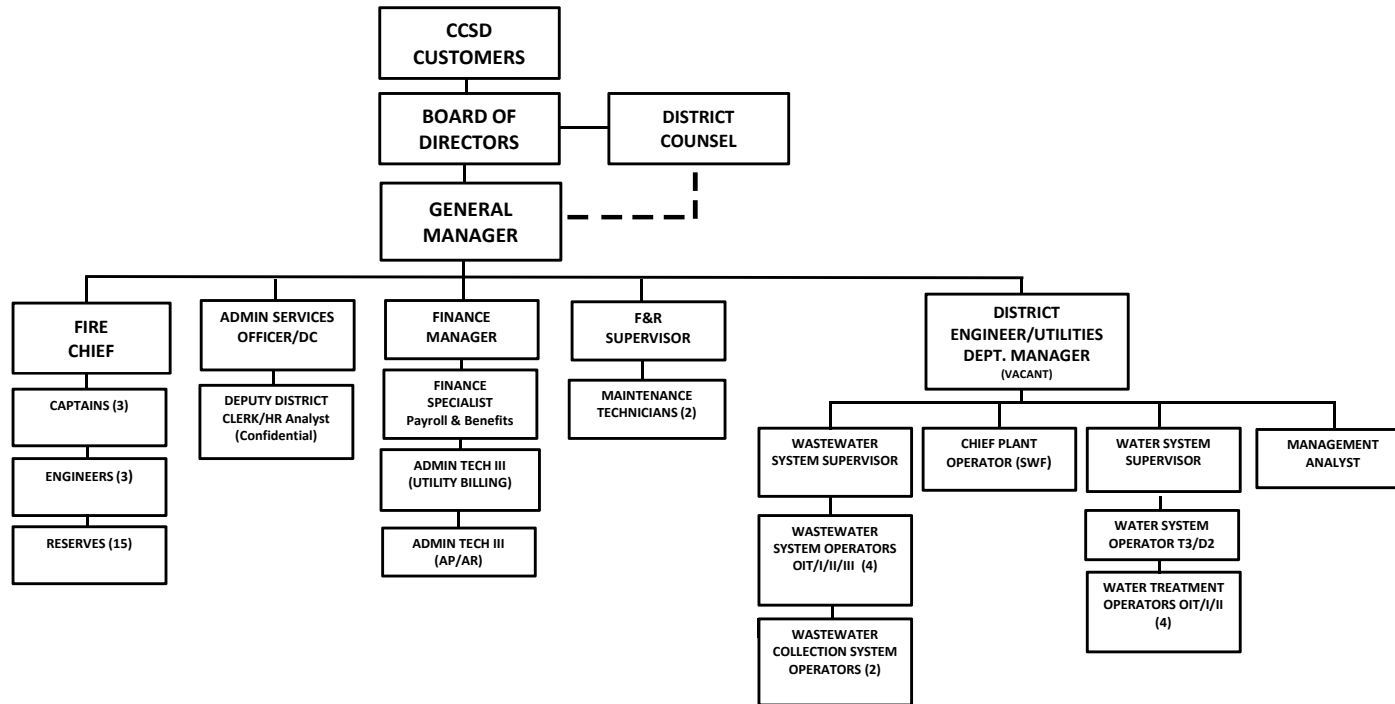 CCSD
CUSTOMERS
BOARD OF
DIRECTORS
DISTRICT
COUNSEL
GENERAL
MANAGER
FIRE
CHIEF
CAPTAINS (3)
ENGINEERS (3)
RESERVES (15)
ADMIN SERVICES
OFFICER/DC
DEPUTY DISTRICT
CLERK/HR Analyst
(Confidential)
FINANCE
MANAGER
FINANCE
SPECIALIST
Payroll & Benefits
ADMIN TECH III
(UTILITY BILLING)
ADMIN TECH III
(AP/AR)
F&R
SUPERVISOR
MAINTENANCE
TECHNICIANS (2)
DISTRICT
ENGINEER/UTILITIES
DEPT. MANAGER
(VACANT)
WASTEWATER
SYSTEM SUPERVISOR
WASTEWATER
SYSTEM OPERATORS
OIT/I/II/III (4)
WASTEWATER
COLLECTION SYSTEM
OPERATORS (2)
CHIEF PLANT
OPERATOR (SWF)
WATER SYSTEM
SUPERVISOR
WATER SYSTEM
OPERATOR T3/D2
WATER TREATMENT
OPERATORS OIT/I/II
(4)
MANAGEMENT
ANALYST